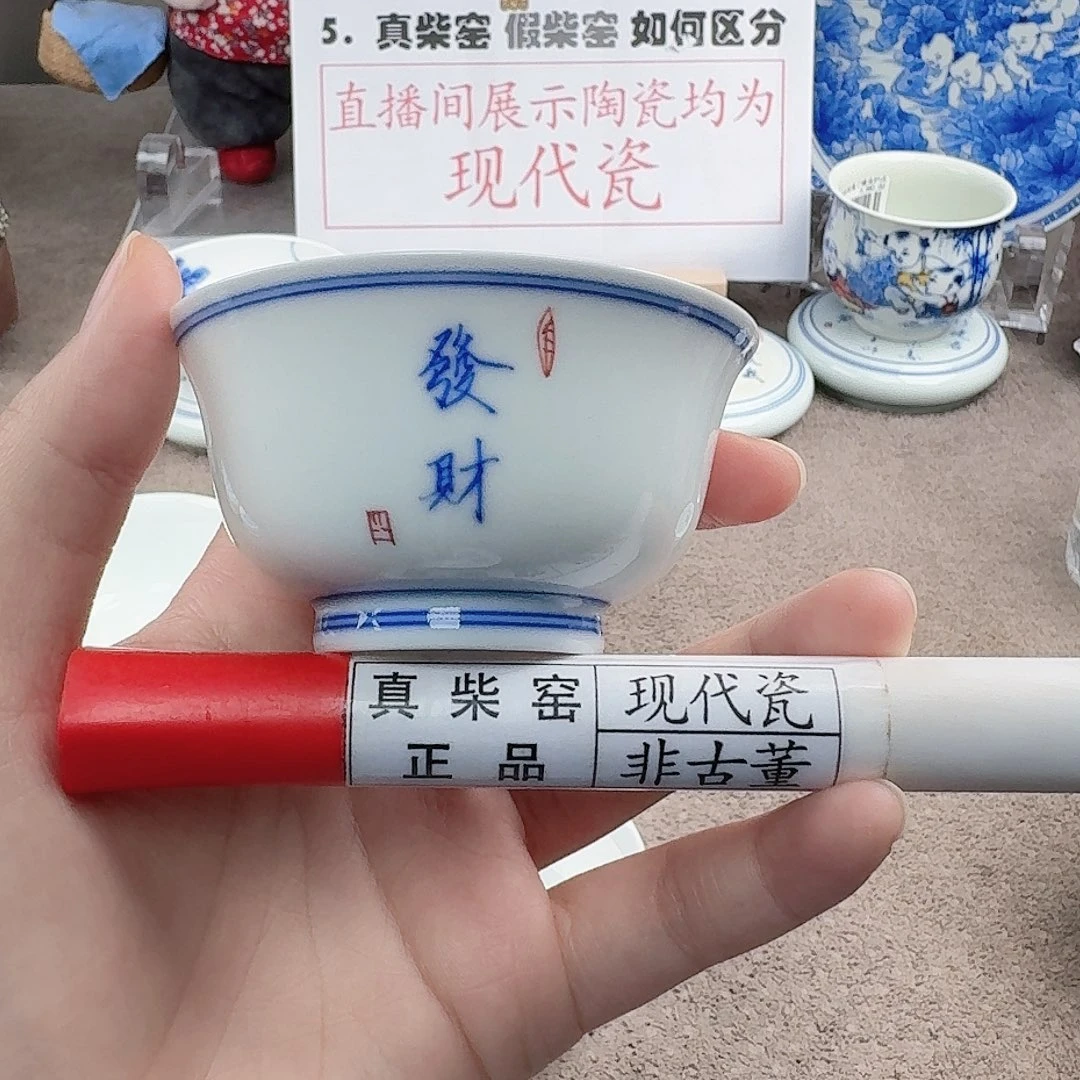 5. 真柴窑 假柴窑 如何区分
直播间展示陶瓷均为
现代瓷
發
财
真柴窑
正品
现代瓷
非古董